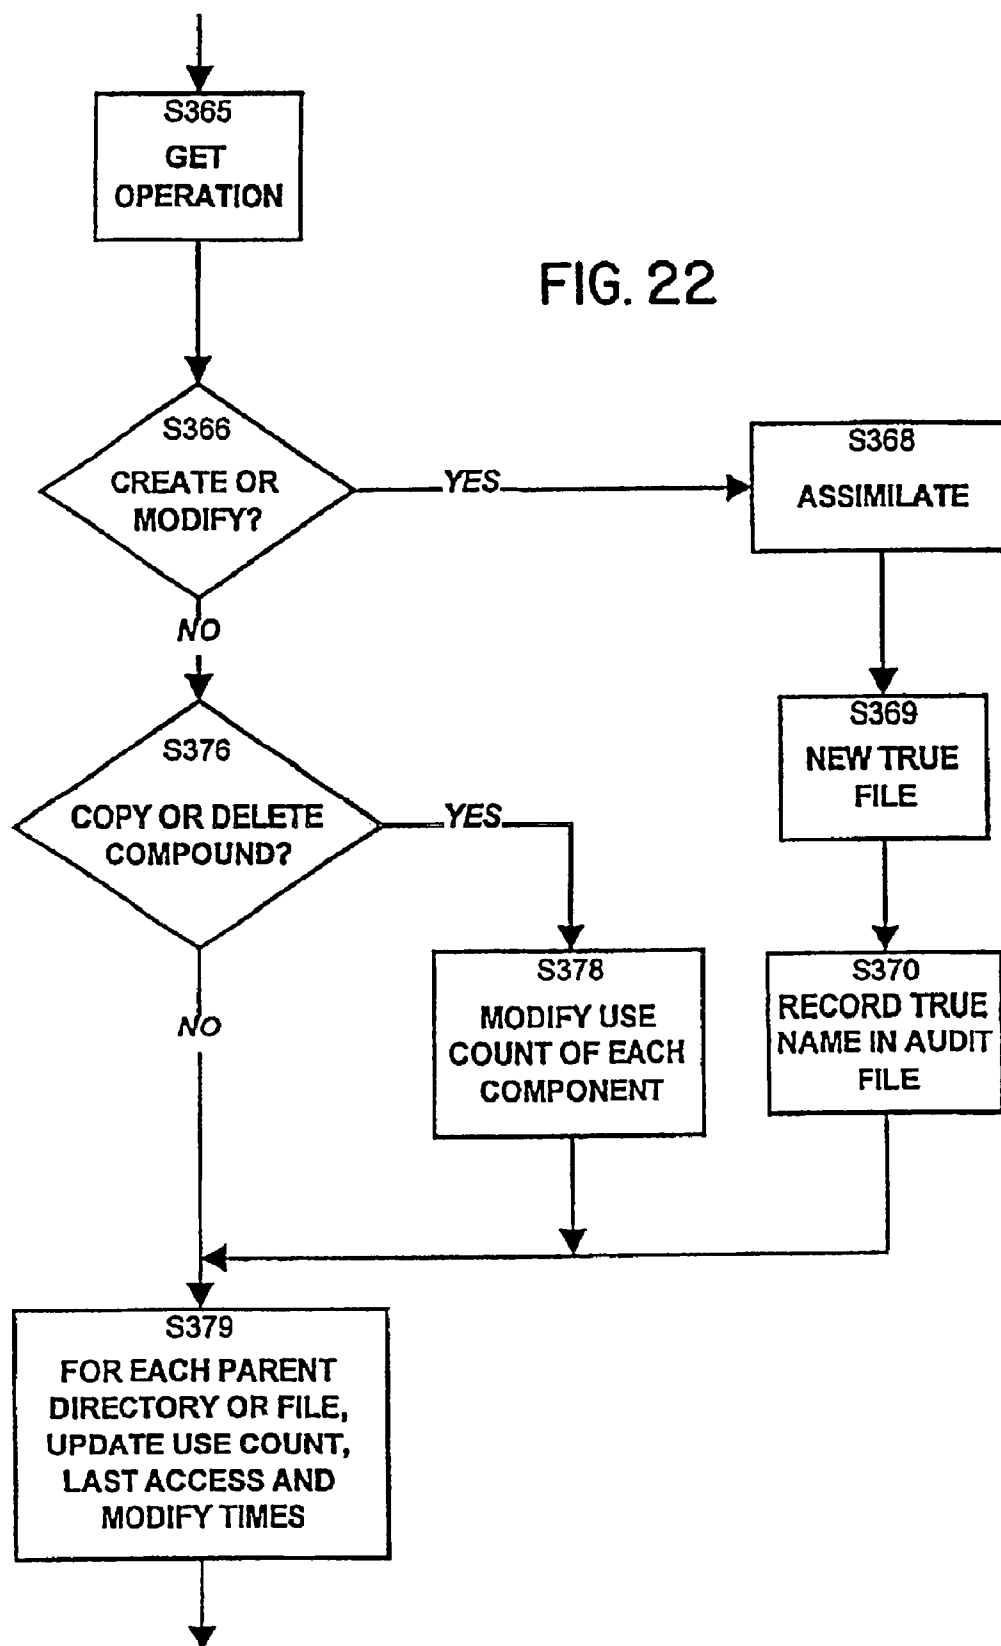 S365
GET
OPERATION
FIG. 22
S366
CREATE OR
MODIFY?
YES
S368
ASSIMILATE
NO
S369
NEW TRUE
FILE
S376
COPY OR DELETE
COMPOUND?
YES
S378
MODIFY USE
COUNT OF EACH
COMPONENT
S370
RECORD TRUE
NAME IN AUDIT
FILE
NO
S379
FOR EACH PARENT
DIRECTORY OR FILE,
UPDATE USE COUNT,
LAST ACCESS AND
MODIFY TIMES